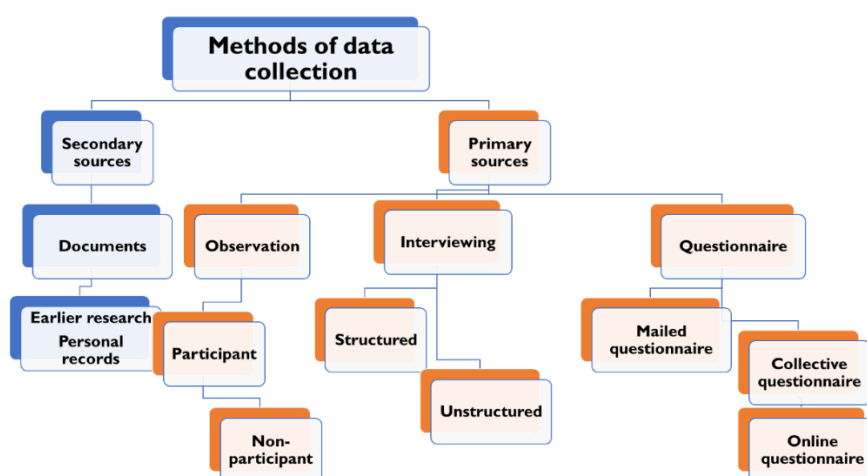 Methods of data
collection
Secondary
sources
Primary
sources
Documents
Observation
Interviewing
Questionnaire
Earlier research
Personal
records
Participant
Structured
Mailed
questionnaire
Collective
questionnaire
Unstructured
Non-
participant
Online
questionnaire